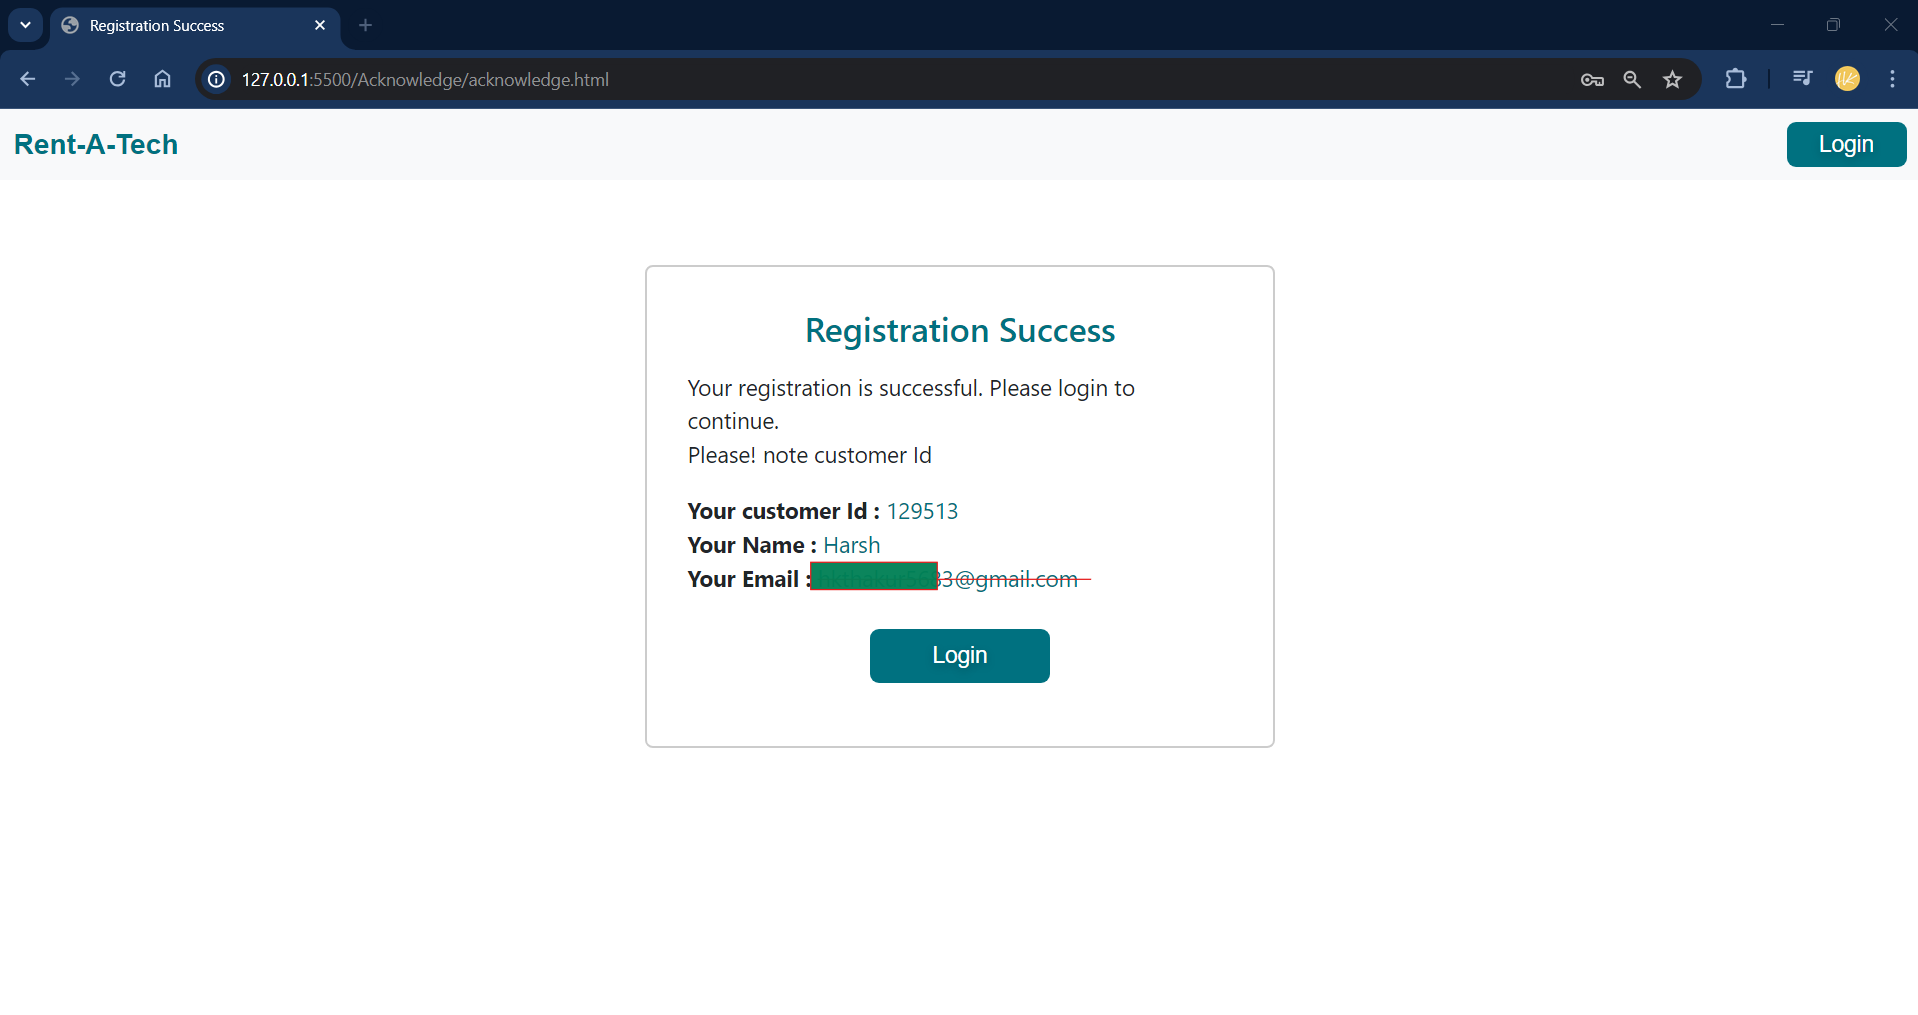 Registration Success
127.0.0.1:5500/Acknowledge/acknowledge.html
Rent-A-Tech
Login
Registration Success
Your registration is successful. Please login to
continue.
Please! note customer Id
Your customer Id : 129513
Your Name : Harsh
Your Email : 3@gmail.com
Login